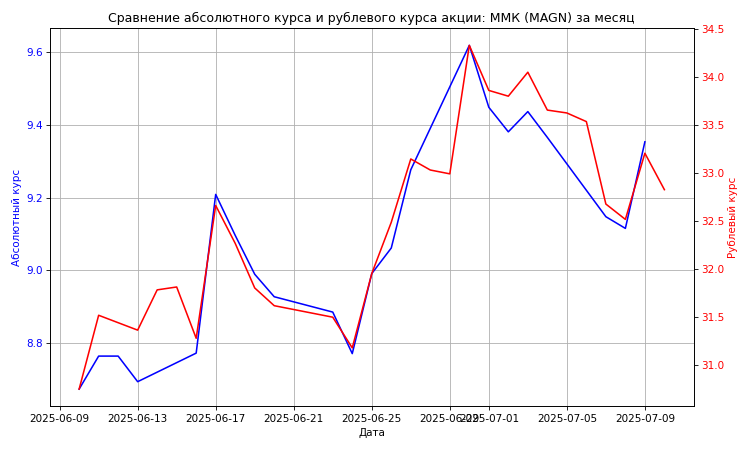 Сравнение абсолютного курса и рублевого курса акции: ММК (MAGN) за месяц
34.5
9.6
34.0
9.4
33.5
33.0
9.2
32.5
Абсолютный курс
Рублевый курс
9.0
32.0
31.5
8.8
31.0
2025-06-09 2025-06-13 2025-06-17 2025-06-21 2025-06-25 2025-06-29 2025-07-01 2025-07-05 2025-07-09
Дата